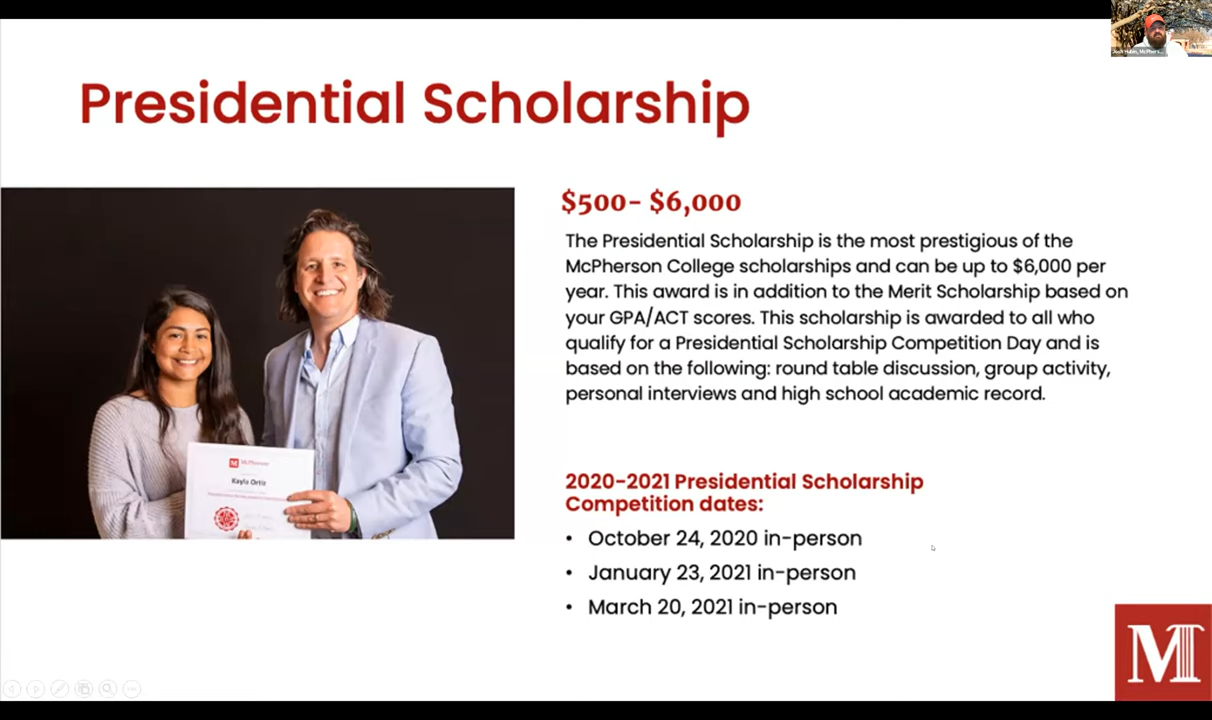 Presidential Scholarship
$500- $6,000
The Presidential Scholarship is the most prestigious of the
McPherson College scholarships and can be up to $6,000 per
year. This award is in addition to the Merit Scholarship based on
your GPA/ACT scores. This scholarship is awarded to all who
qualify for a Presidential Scholarship Competition Day and is
based on the following: round table discussion, group activity,
personal interviews and high school academic record.
McPherson
Kayla Ortiz
2020-2021 Presidential Scholarship
Competition dates:
• October 24, 2020 in-person
• January 23, 2021 in-person
• March 20, 2021 in-person
M